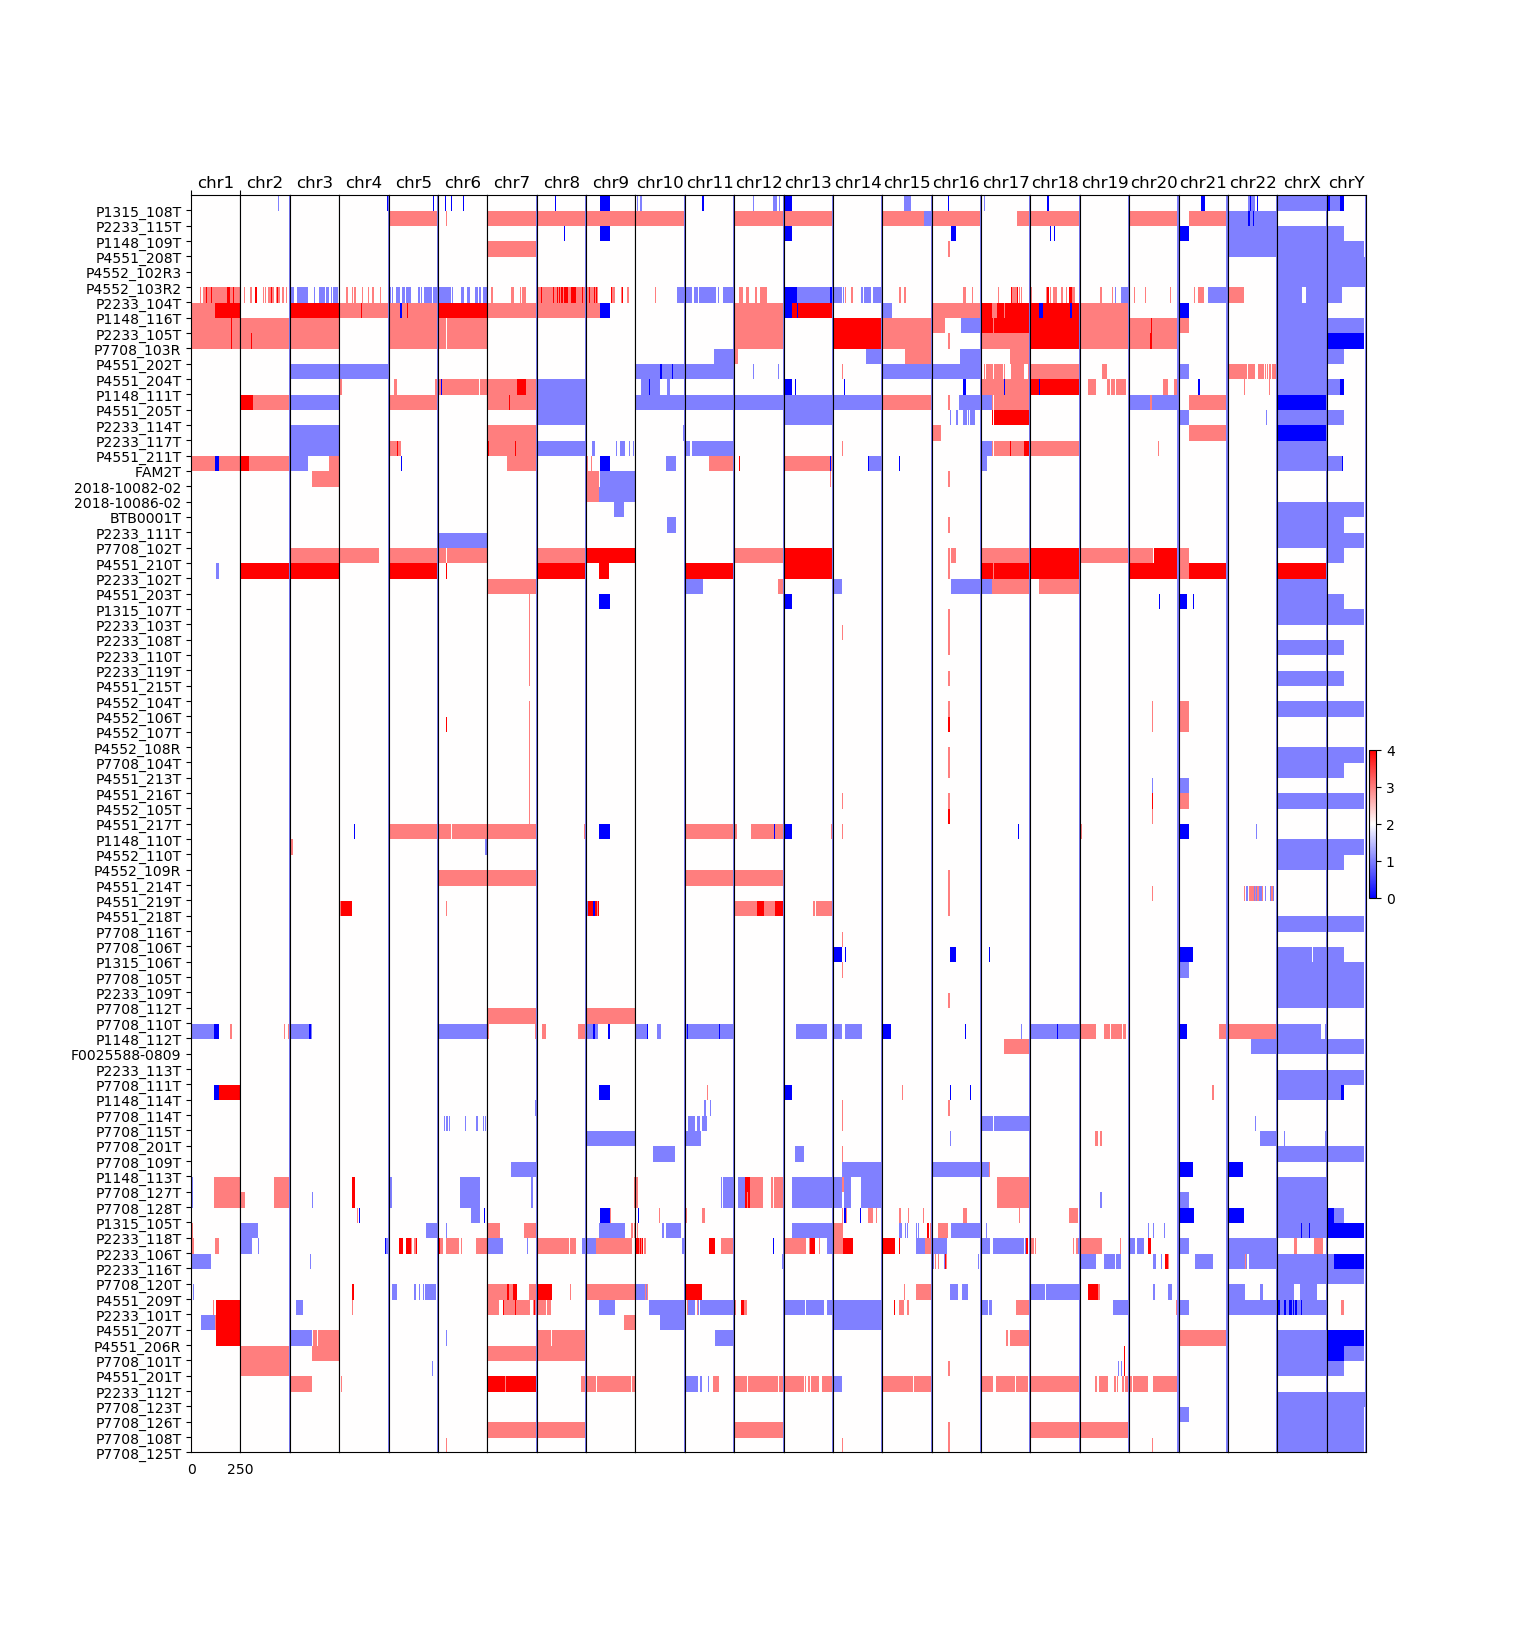 chr1 chr2 chr3 chr4 chr5 chr6 chr7 chr8 chr9 chr10 chr11 chr12 chr13 chr14 chr15 chr16 chr17 chr18 chr19 chr20 chr21 chr22 chrX chrY
P1315_108T
P2233_115T
P1148_109T
P4551_208T
P4552_102R3
P4552_103R2
P2233_104T
P1148_116T
P2233_105T
P7708_103R
P4551_202T
P4551_204T
P1148_111T
P4551_205T
P2233_114T
P2233_117T
P4551_211T
FAM2T
2018-10082-02
2018-10086-02
BTB0001T
P2233_111T
P7708_102T
P4551_210T
P2233_102T
P4551_203T
P1315_107T
P2233_103T
P2233_108T
P2233_110T
P2233_119T
P4551_215T
P4552_104T
P4552_106T
P4552_107T
P4552_108R
P7708_104T
P4551_213T
P4551_216T
P4552_105T
P4551_217T
P1148_110T
P4552_110T
P4552_109R
P4551_214T
P4551_219T
P4551_218T
P7708_116T
P7708_106T
P1315_106T
P7708_105T
P2233_109T
P7708_112T
P7708_110T
P1148_112T
F0025588-0809
P2233_113T
P7708_111T
P1148_114T
P7708_114T
P7708_115T
P7708_201T
P7708_109T
P1148_113T
P7708_127T
P7708_128T
P1315_105T
P2233_118T
P2233_106T
P2233_116T
P7708_120T
P4551_209T
P2233_101T
P4551_207T
P4551_206R
P7708_101T
P4551_201T
P2233_112T
P7708_123T
P7708_126T
P7708_108T
P7708_125T
0 250
4
3
2
1
0